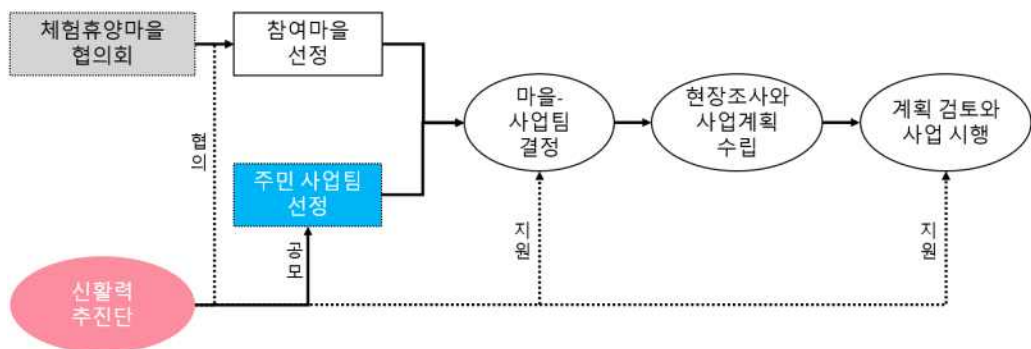 체험휴양마을
협의회
참여마을
선정
마을-
사업팀
결정
현장조사와
사업계획
수립
계획 검토와
사업 시행
협의
주민 사업팀
선정
공모
지원
지원
신활력
추진단